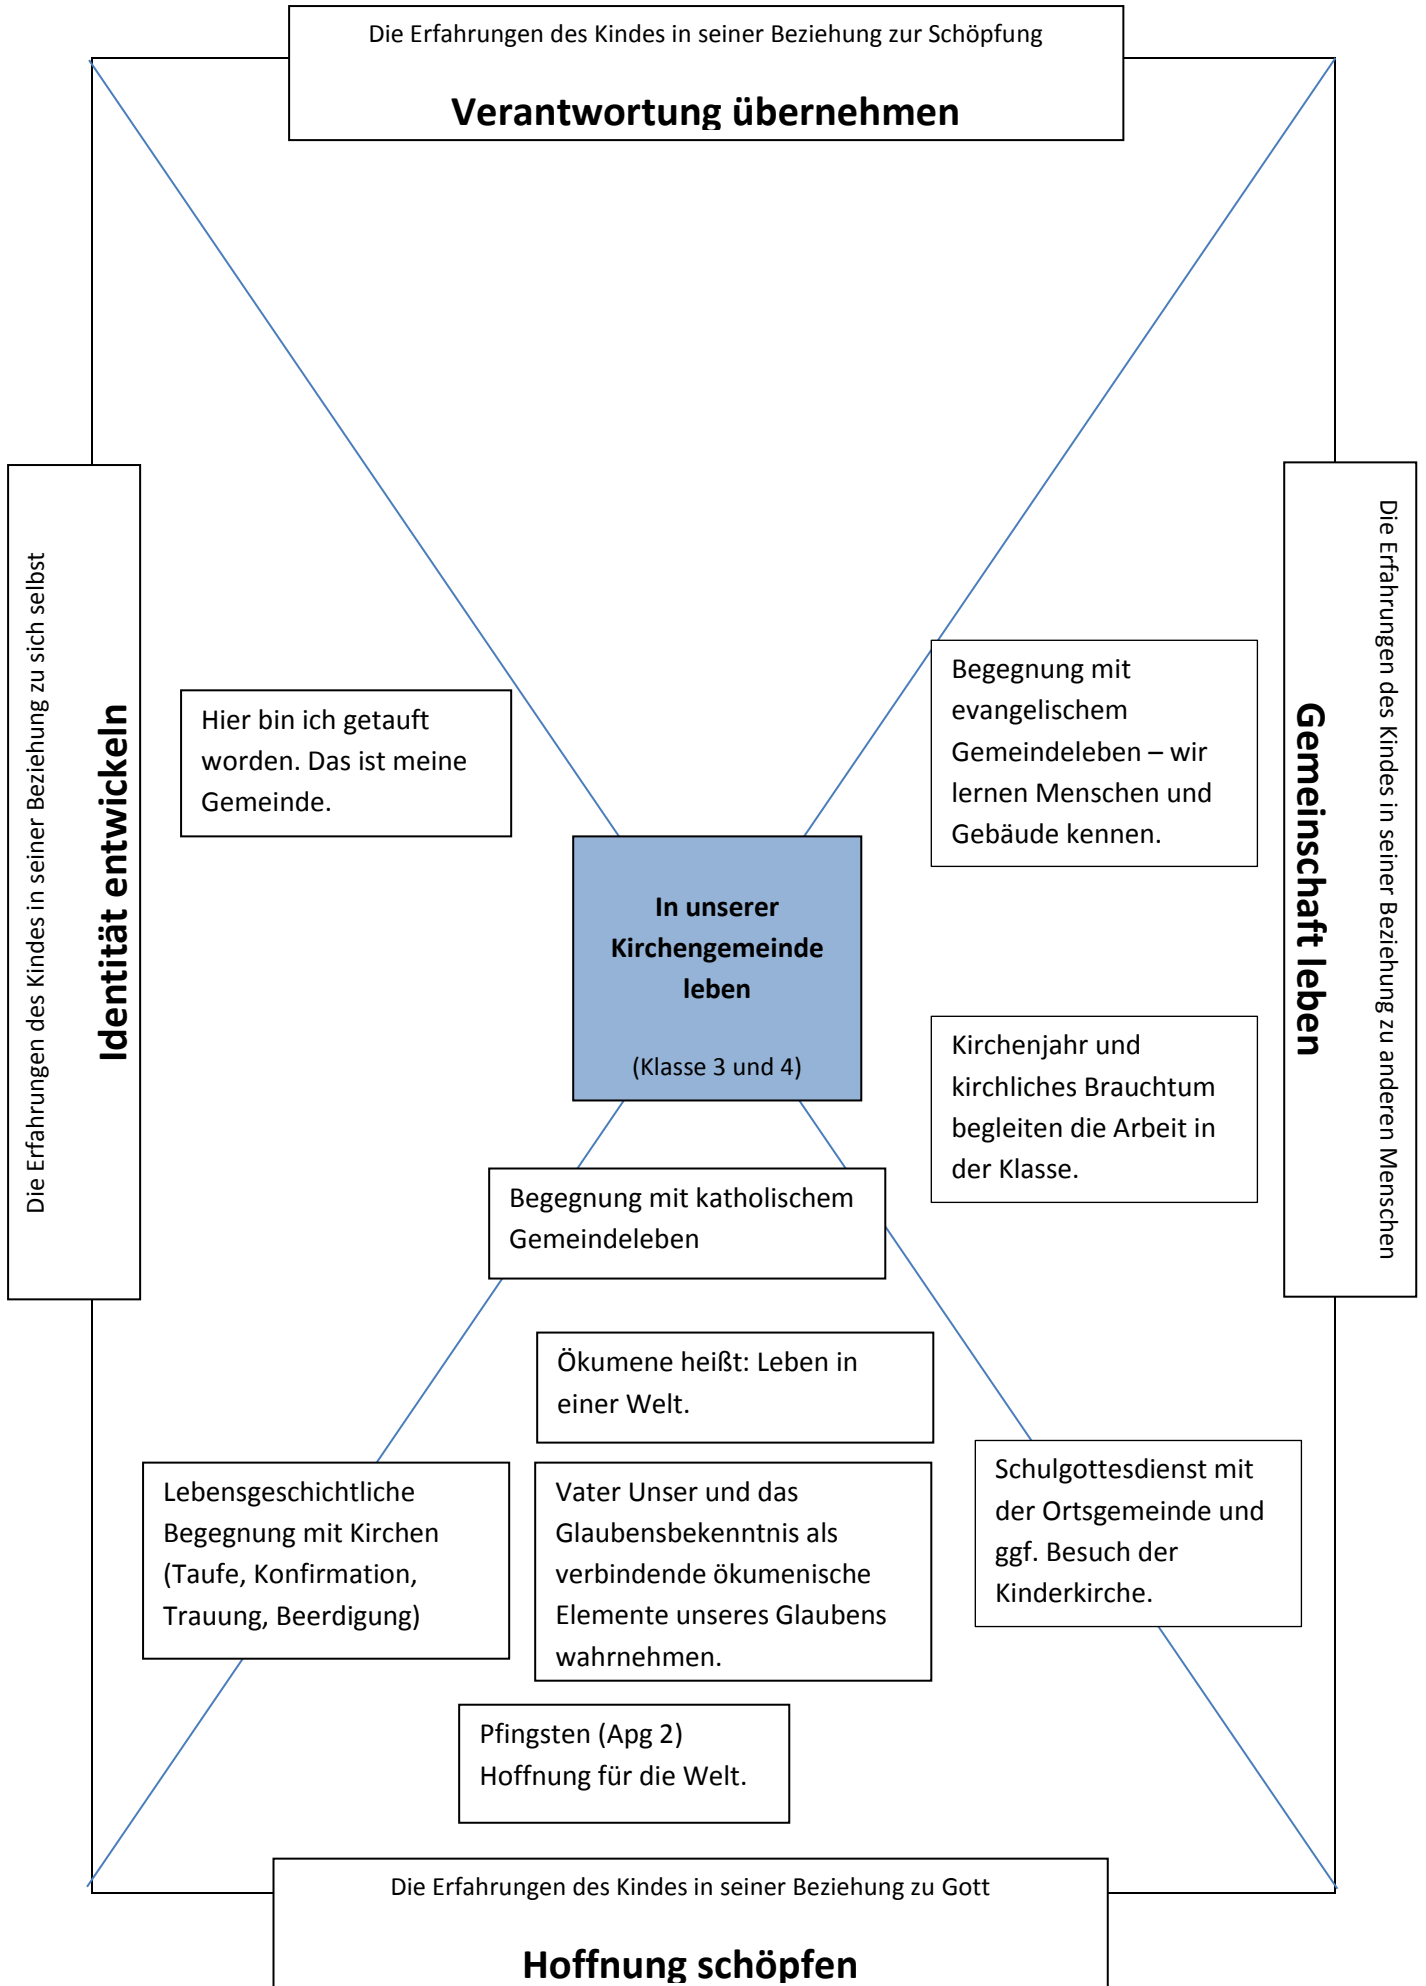 Die Erfahrungen des Kindes in seiner Beziehung zur Schöpfung
Verantwortung übernehmen
Die Erfahrungen des Kindes in seiner Beziehung zu sich selbst
Identität entwickeln
Hier bin ich getauft
worden. Das ist meine
Gemeinde.
Begegnung mit
evangelischem
Gemeindeleben – wir
lernen Menschen und
Gebäude kennen.
Die Erfahrungen des Kindes in seiner Beziehung zu anderen Menschen
Gemeinschaft leben
In unserer
Kirchengemeinde
leben
(Klasse 3 und 4)
Kirchenjahr und
kirchliches Brauchtum
begleiten die Arbeit in
der Klasse.
Begegnung mit katholischem
Gemeindeleben
Ökumene heißt: Leben in
einer Welt.
Lebensgeschichtliche
Begegnung mit Kirchen
(Taufe, Konfirmation,
Trauung, Beerdigung)
Vater Unser und das
Glaubensbekenntnis als
verbindende ökumenische
Elemente unseres Glaubens
wahrnehmen.
Schulgottesdienst mit
der Ortsgemeinde und
ggf. Besuch der
Kinderkirche.
Pfingsten (Apg 2)
Hoffnung für die Welt.
Die Erfahrungen des Kindes in seiner Beziehung zu Gott
Hoffnung schöpfen